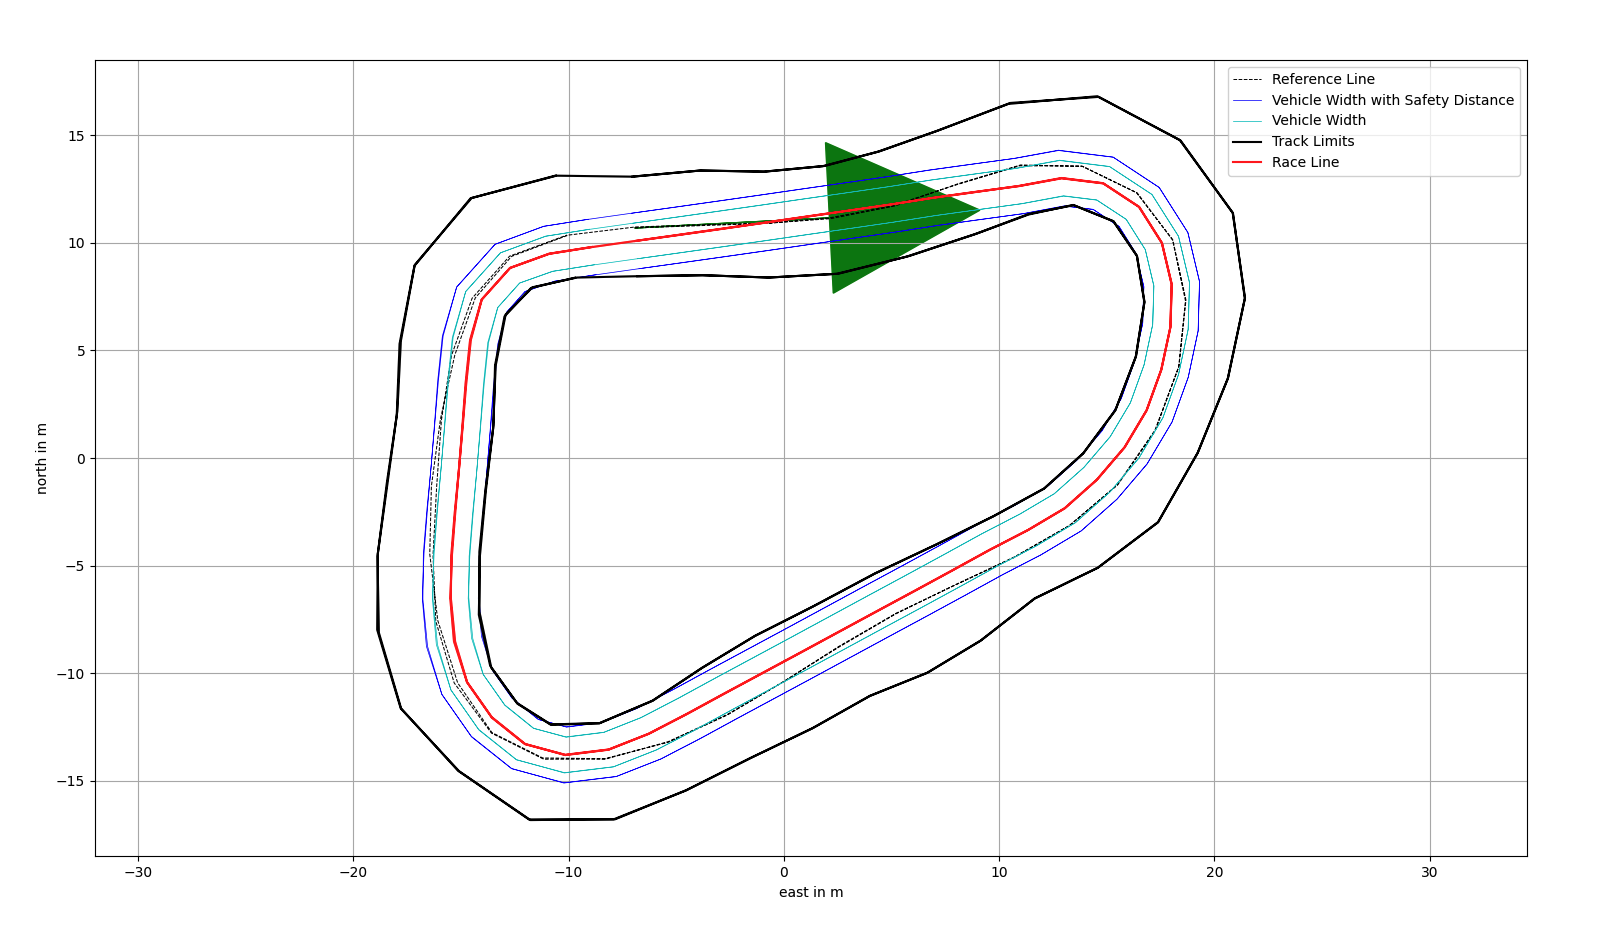 Reference Line
Vehicle Width with Safety Distance
Vehicle Width
Track Limits
Race Line
15
10
5
0
−5
−10
−15
north in m
−30
−20
−10
0
10
20
30
east in m